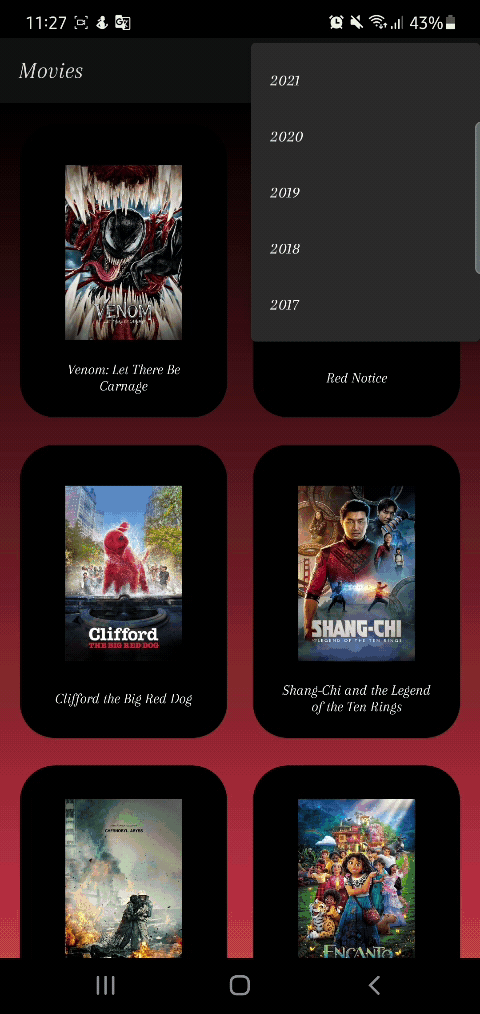 11:27
43%
Movies
2021
2020
2019
2018
2017
VENOM
Venom: Let There Be
Carnage
Red Notice
Clifford
THE BIG RED DOG
Clifford the Big Red Dog
SHANG-CHI
LEGEND OF THE TEN RINGS
Shang-Chi and the Legend
of the Ten Rings
CHERNOBYL: ABYSS
ENCANTO